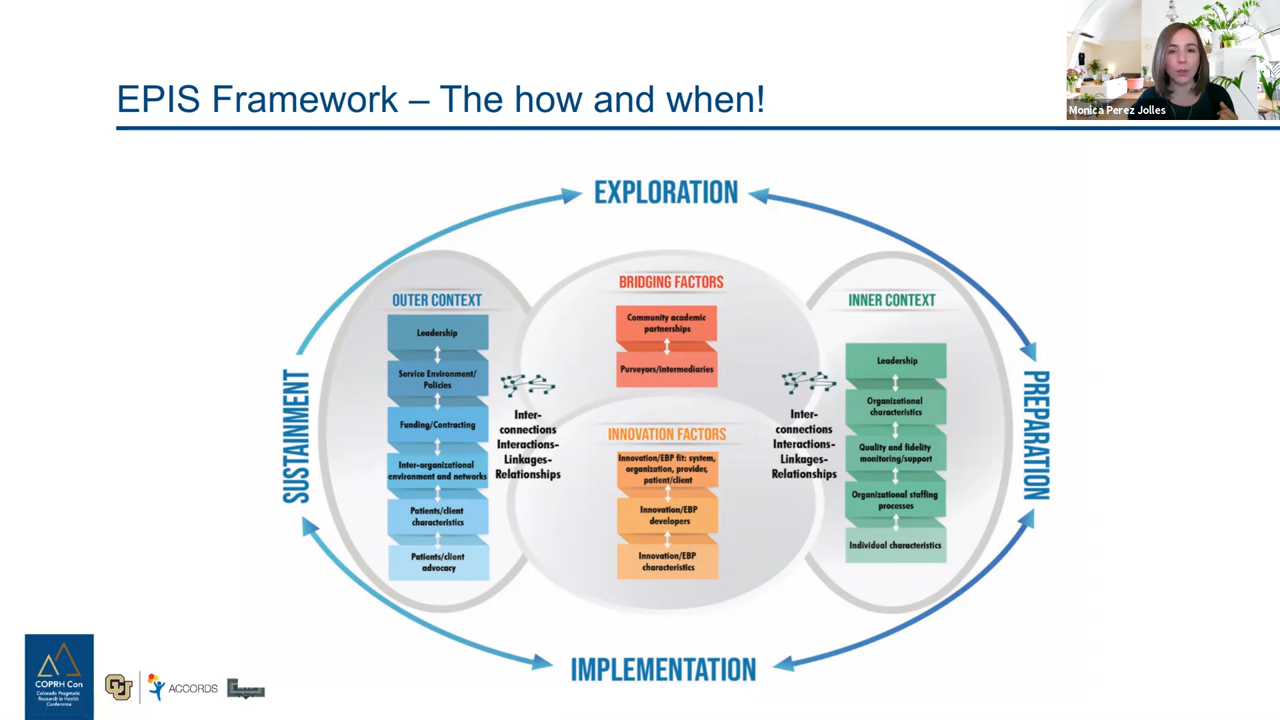 EPIS Framework – The how and when!
Monica Perez Jolles
EXPLORATION
OUTER CONTEXT
Leadership
Service Environment/
Policies
Funding/Contracting
Inter-organizational
environment and networks
Patients/client
characteristics
Patients/client
advocacy
Inter-
connections
Interactions-
Linkages-
Relationships
BRIDGING FACTORS
Community academic
partnerships
Purveyors/intermediaries
INNOVATION FACTORS
Innovation/EBP fit: system,
organization, provider,
patient/client
Innovation/EBP
developers
Innovation/EBP
characteristics
Inter-
connections
Interactions-
Linkages-
Relationships
INNER CONTEXT
Leadership
Organizational
characteristics
Quality and fidelity
monitoring/support
Organizational staffing
processes
Individual characteristics
SUSTAINMENT
PREPARATION
IMPLEMENTATION
COPRH Con
Colorado Pragmatic
Research in Health
Conference
CU
ACCORDS